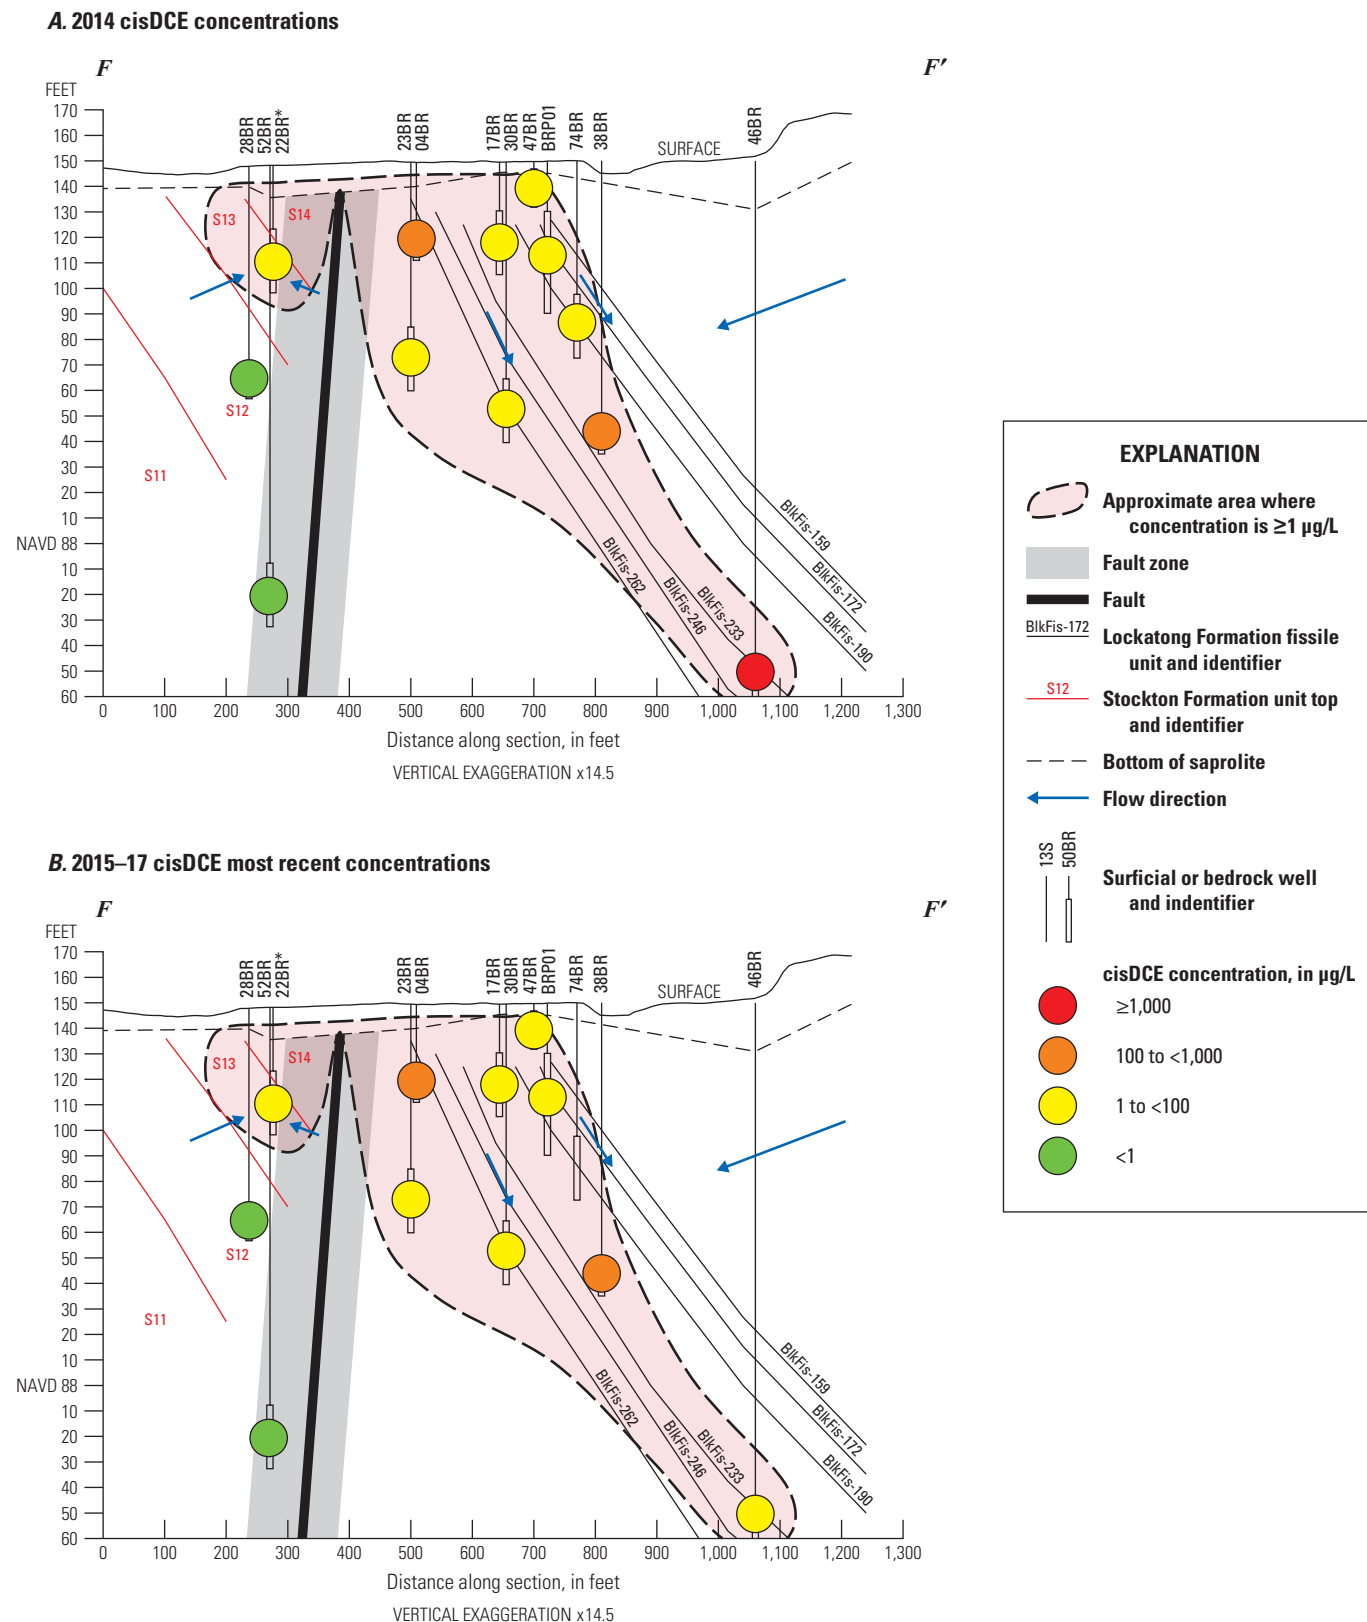 A. 2014 cisDCE concentrations
F
F′
FEET
170
160
150
140
130
120
110
100
90
80
70
60
50
40
30
20
10
NAVD 88
10
20
30
40
50
60
28BR
52BR
22BR*
23BR
04BR
17BR
30BR
47BR
BRP01
74BR
38BR
46BR
SURFACE
S13
S14
S12
S11
BlkFis-159
BlkFis-172
BlkFis-190
BlkFis-233
BlkFis-246
BlkFis-262
0 100 200 300 400 500 600 700 800 900 1,000 1,100 1,200 1,300
Distance along section, in feet
VERTICAL EXAGGERATION x14.5
B. 2015–17 cisDCE most recent concentrations
F
F′
FEET
170
160
150
140
130
120
110
100
90
80
70
60
50
40
30
20
10
NAVD 88
10
20
30
40
50
60
28BR
52BR
22BR*
23BR
04BR
17BR
30BR
47BR
BRP01
74BR
38BR
46BR
SURFACE
S13
S14
S12
S11
BlkFis-159
BlkFis-172
BlkFis-190
BlkFis-233
BlkFis-246
BlkFis-262
0 100 200 300 400 500 600 700 800 900 1,000 1,100 1,200 1,300
Distance along section, in feet
VERTICAL EXAGGERATION x14.5
EXPLANATION
Approximate area where
concentration is ≥1 µg/L
Fault zone
Fault
BlkFis-172
Lockatong Formation fissile
unit and identifier
S12
Stockton Formation unit top
and identifier
Bottom of saprolite
Flow direction
13S
50BR
Surficial or bedrock well
and indentifier
cisDCE concentration, in µg/L
≥1,000
100 to <1,000
1 to <100
<1